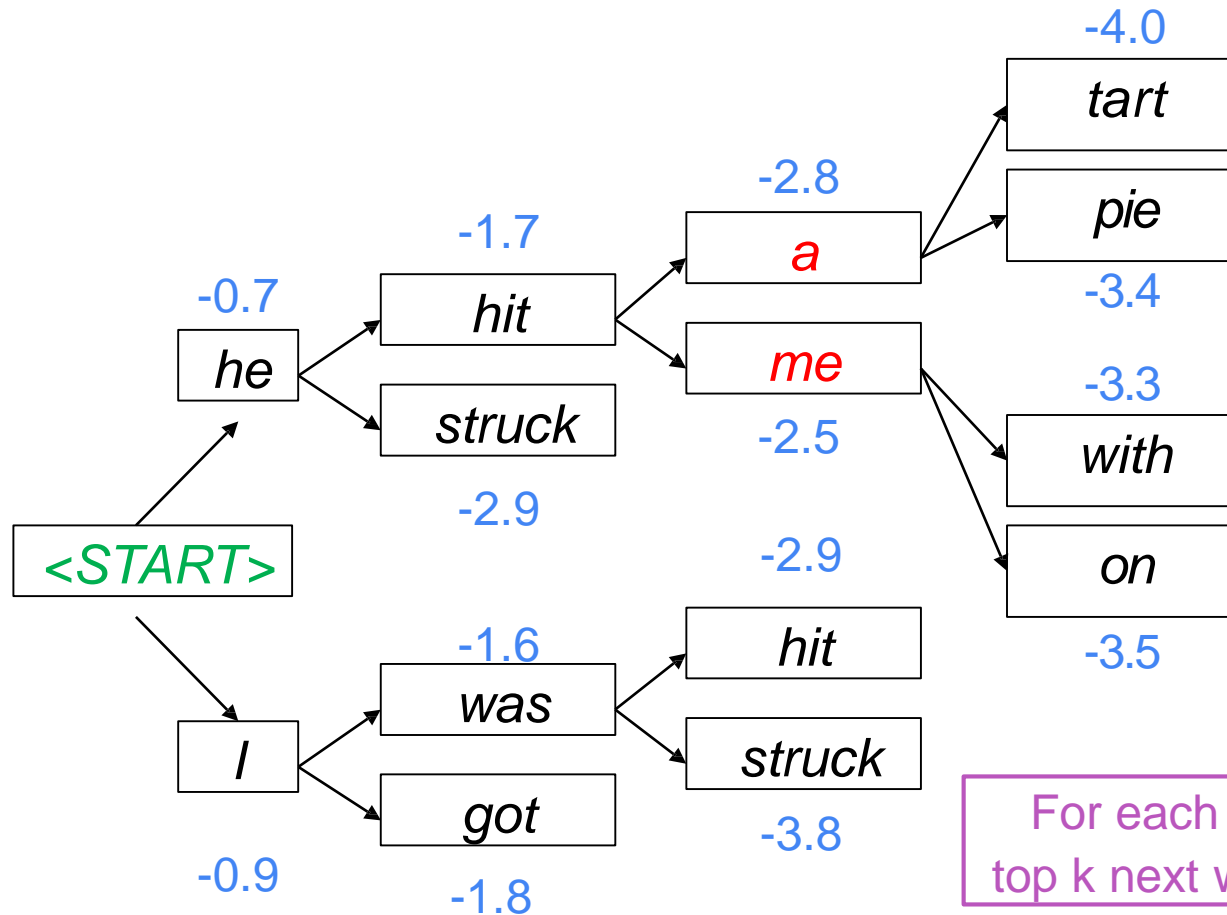 -4.0
tart
-2.8
pie
-1.7
a
-3.4
-0.7
hit
me
-3.3
he
struck
-2.5
with
-2.9
-2.9
<START>
on
-1.6
hit
-3.5
was
I
struck
got
-3.8
For each
-0.9
top k next
-1.8